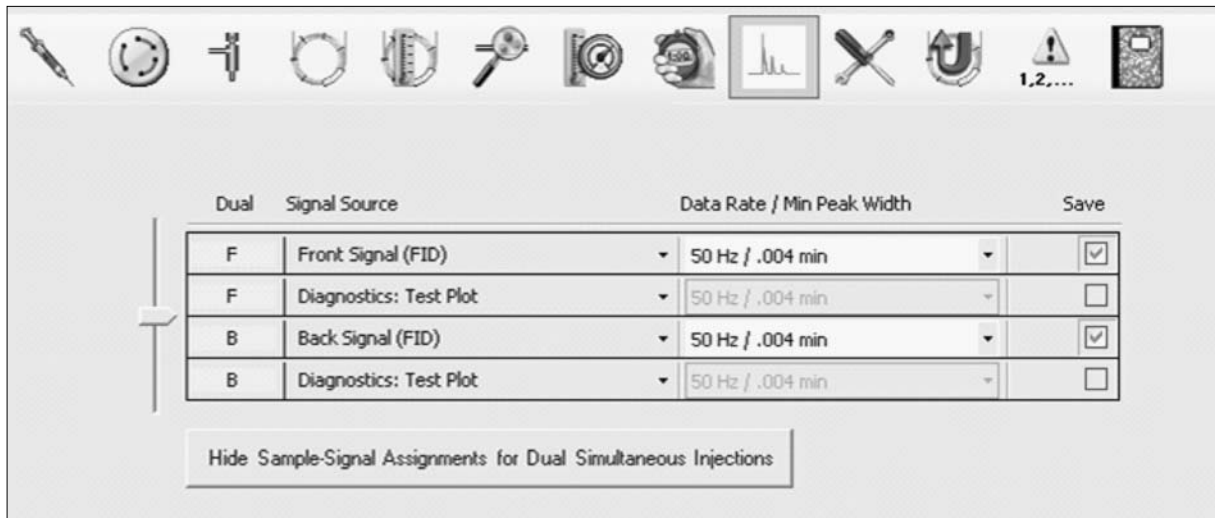 1,2,...
Dual Signal Source Data Rate / Min Peak Width Save
F Front Signal (FID) 50 Hz / .004 min
F Diagnostics: Test Plot 50 Hz / .004 min
B Back Signal (FID) 50 Hz / .004 min
B Diagnostics: Test Plot 50 Hz / .004 min
Hide Sample-Signal Assignments for Dual Simultaneous Injections